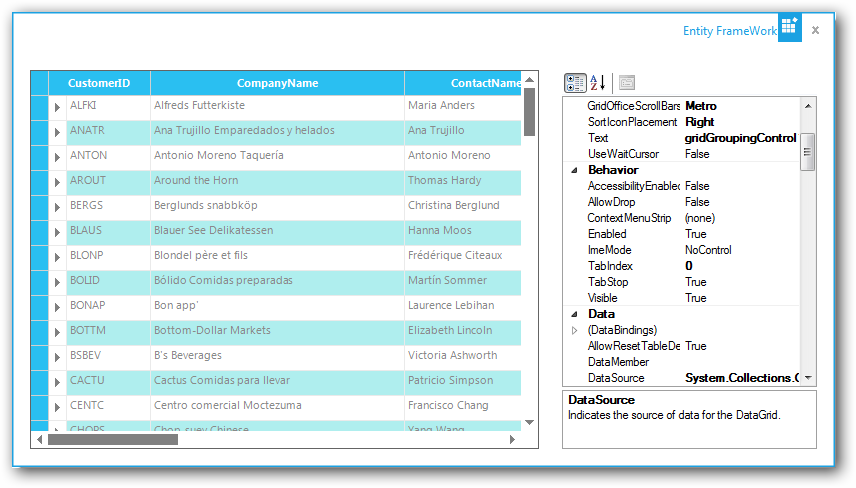 Entity FrameWork
CustomerID CompanyName ContactName
ALFKI Alfreds Futterkiste Maria Anders
ANATR Ana Trujillo Emparedados y helados Ana Trujillo
ANTON Antonio Moreno Taquería Antonio Moreno
AROUT Around the Horn Thomas Hardy
BERGS Berglunds snabbköp Christina Berglund
BLAUS Blauer See Delikatessen Hanna Moos
BLONP Blondel père et fils Frédérique Citeaux
BOLID Bólido Comidas preparadas Martín Sommer
BONAP Bon app' Laurence Lebihan
BOTTM Bottom-Dollar Markets Elizabeth Lincoln
BSBEV B's Beverages Victoria Ashworth
CACTU Cactus Comidas para llevar Patricio Simpson
CENTC Centro comercial Moctezuma Francisco Chang
CHOPS Chop-suey Chinese Yang Wang
A Z
GridOfficeScrollBars Metro
SortIconPlacement Right
Text gridGroupingControl
UseWaitCursor False
Behavior
AccessibilityEnabled False
AllowDrop False
ContextMenuStrip (none)
Enabled True
ImeMode NoControl
TabIndex 0
TabStop True
Visible True
Data
(DataBindings)
AllowResetTableDe True
DataMember
DataSource System.Collections.G
DataSource
Indicates the source of data for the DataGrid.